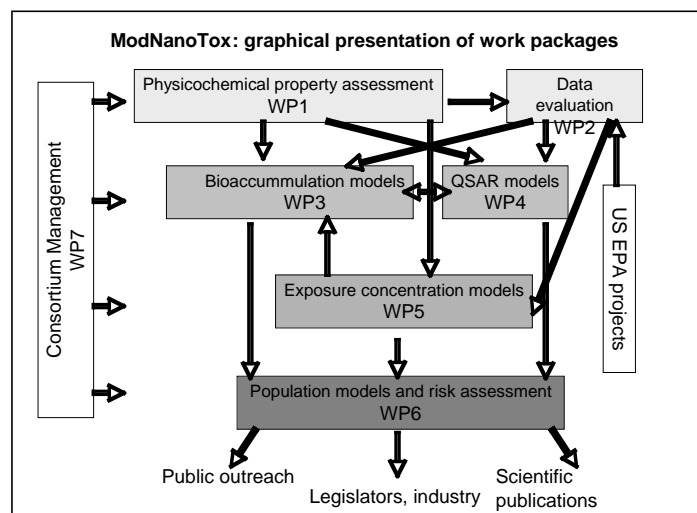 ModNanoTox: graphical presentation of work packages
Physicochemical property assessment
WP1
Data
evaluation
WP2
Consortium Management
WP7
Bioaccummulation models
WP3
QSAR models
WP4
US EPA projects
Exposure concentration models
WP5
Population models and risk assessment
WP6
Public outreach
Legislators, industry
Scientific
publications